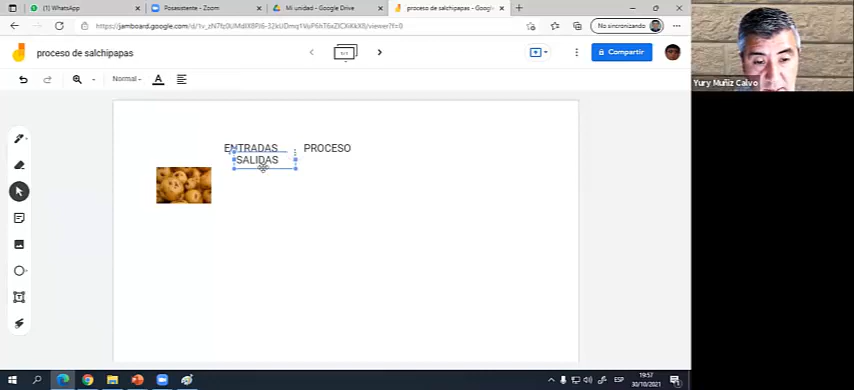 (1) WhatsApp
Posasistente - Zoom
Mi unidad - Google Drive
proceso de salchipapas - Googl
No sincronizando
proceso de salchipapas
Compartir
Normal
ENTRADAS
PROCESO
SALIDAS
Yury Muñiz Calvo
ESP
19:57
30/10/2021